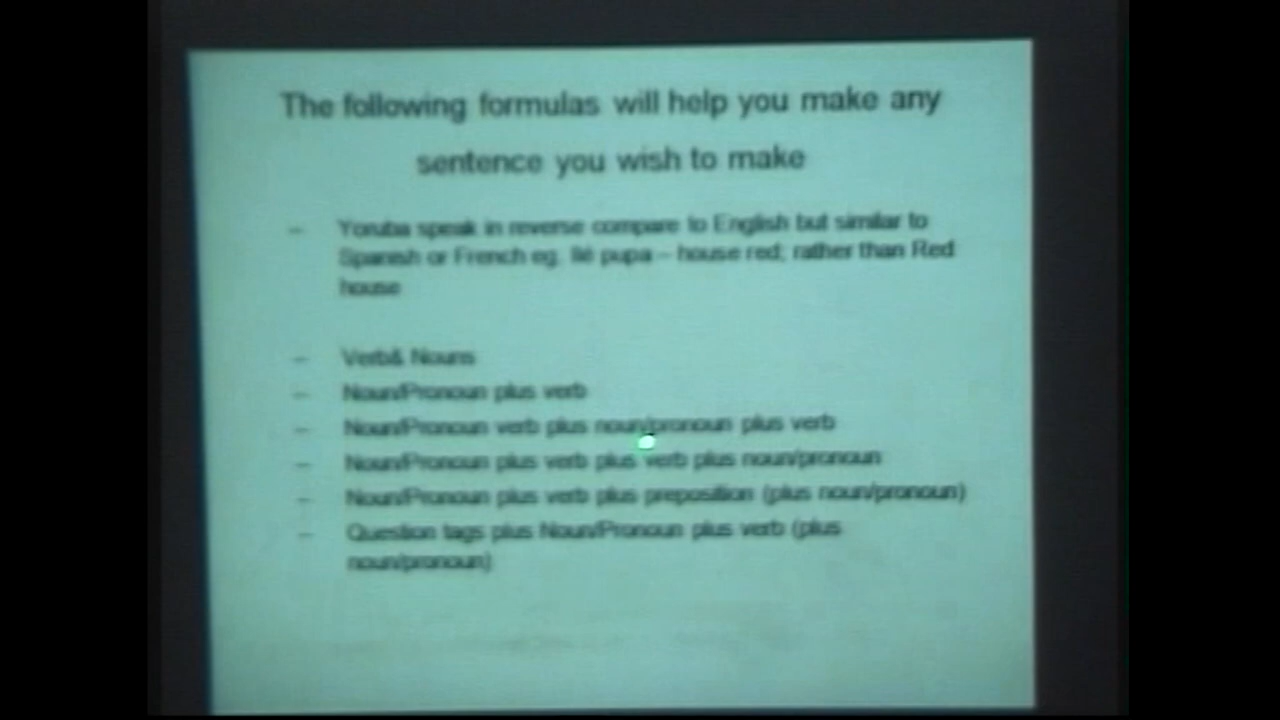 The following formulas will help you make any
sentence you wish to make
– Yoruba speak in reverse compare to English but similar to
Spanish or French eg. Ilé pupa – house red; rather than Red
house
– Verb& Nouns
– Noun/Pronoun plus verb
– Noun/Pronoun verb plus noun/pronoun plus verb
– Noun/Pronoun plus verb plus verb plus noun/pronoun
– Noun/Pronoun plus verb plus preposition (plus noun/pronoun)
– Question tags plus Noun/Pronoun plus verb (plus
noun/pronoun)